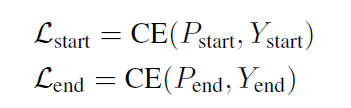 ℒ_start = CE(P_start, Y_start)
ℒ_end = CE(P_end, Y_end)